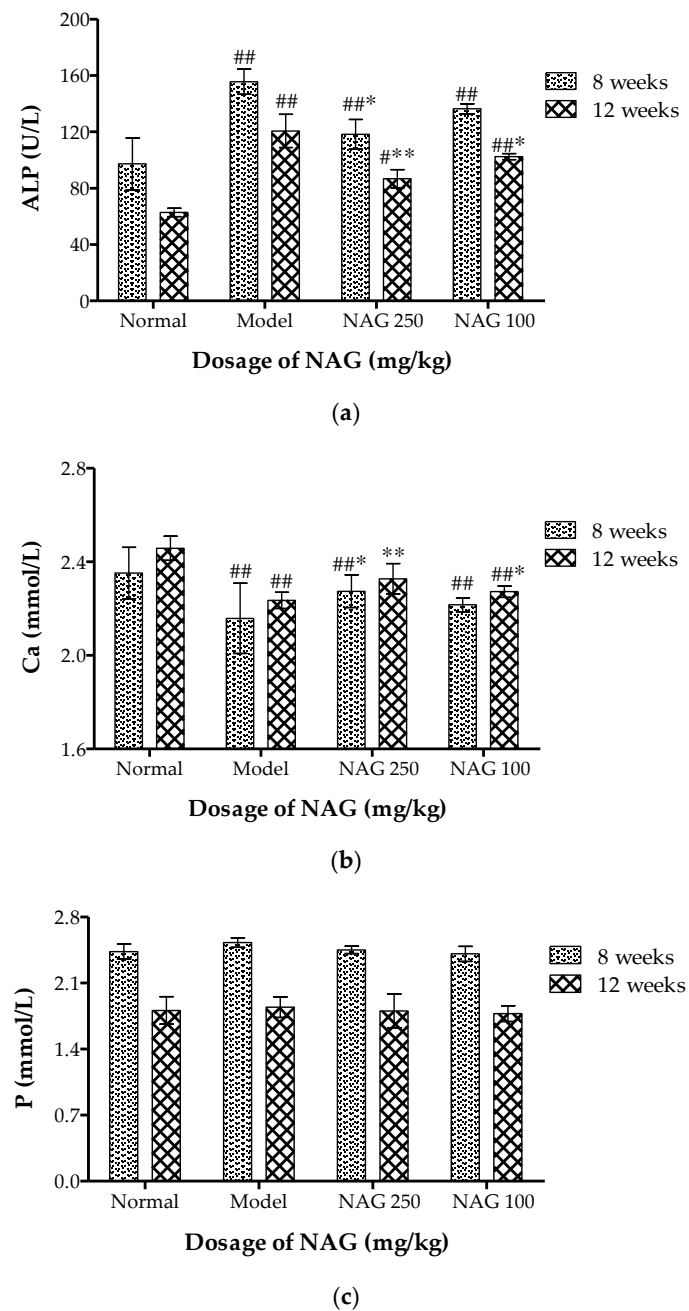 200
160
120
80
40
0
ALP (U/L)
##
##
##*
#**
##
##*
8 weeks
12 weeks
Normal Model NAG 250 NAG 100
Dosage of NAG (mg/kg)
(a)
2.8
2.4
2.0
1.6
Ca (mmol/L)
##
##
##*
**
##
##*
8 weeks
12 weeks
Normal Model NAG 250 NAG 100
Dosage of NAG (mg/kg)
(b)
2.8
2.1
1.4
0.7
0.0
P (mmol/L)
8 weeks
12 weeks
Normal Model NAG 250 NAG 100
Dosage of NAG (mg/kg)
(c)